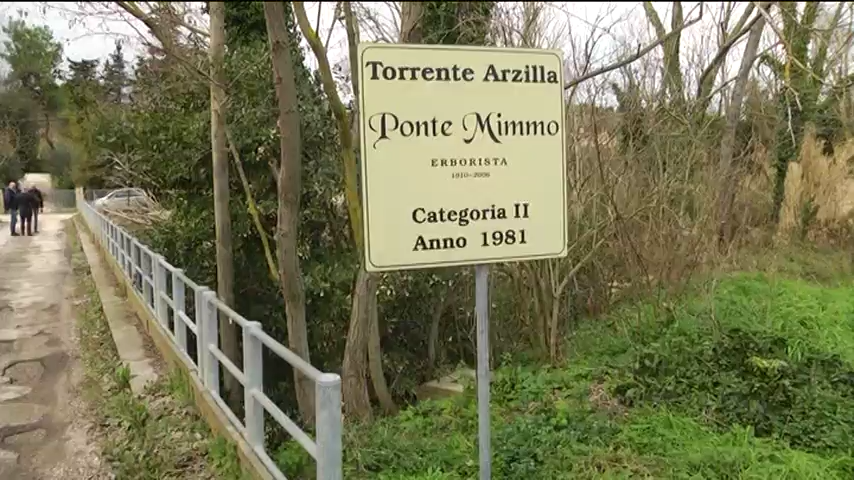 Torrente Arzilla
Ponte Mimmo
ERBORISTA
1910-2006
Categoria II
Anno 1981